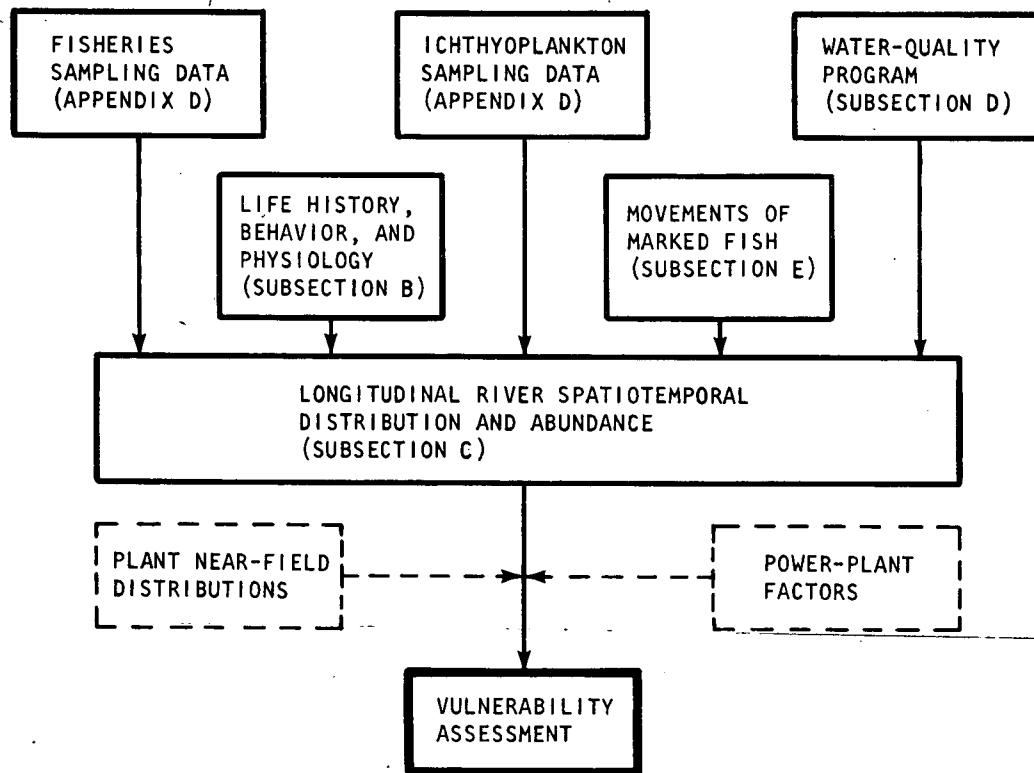 FISHERIES
SAMPLING DATA
(APPENDIX D)
ICHTHYOPLANKTON
SAMPLING DATA
(APPENDIX D)
WATER-QUALITY
PROGRAM
(SUBSECTION D)
LIFE HISTORY,
BEHAVIOR, AND
PHYSIOLOGY
(SUBSECTION B)
MOVEMENTS OF
MARKED FISH
(SUBSECTION E)
LONGITUDINAL RIVER SPATIOTEMPORAL
DISTRIBUTION AND ABUNDANCE
(SUBSECTION C)
PLANT NEAR-FIELD
DISTRIBUTIONS
POWER-PLANT
FACTORS
VULNERABILITY
ASSESSMENT